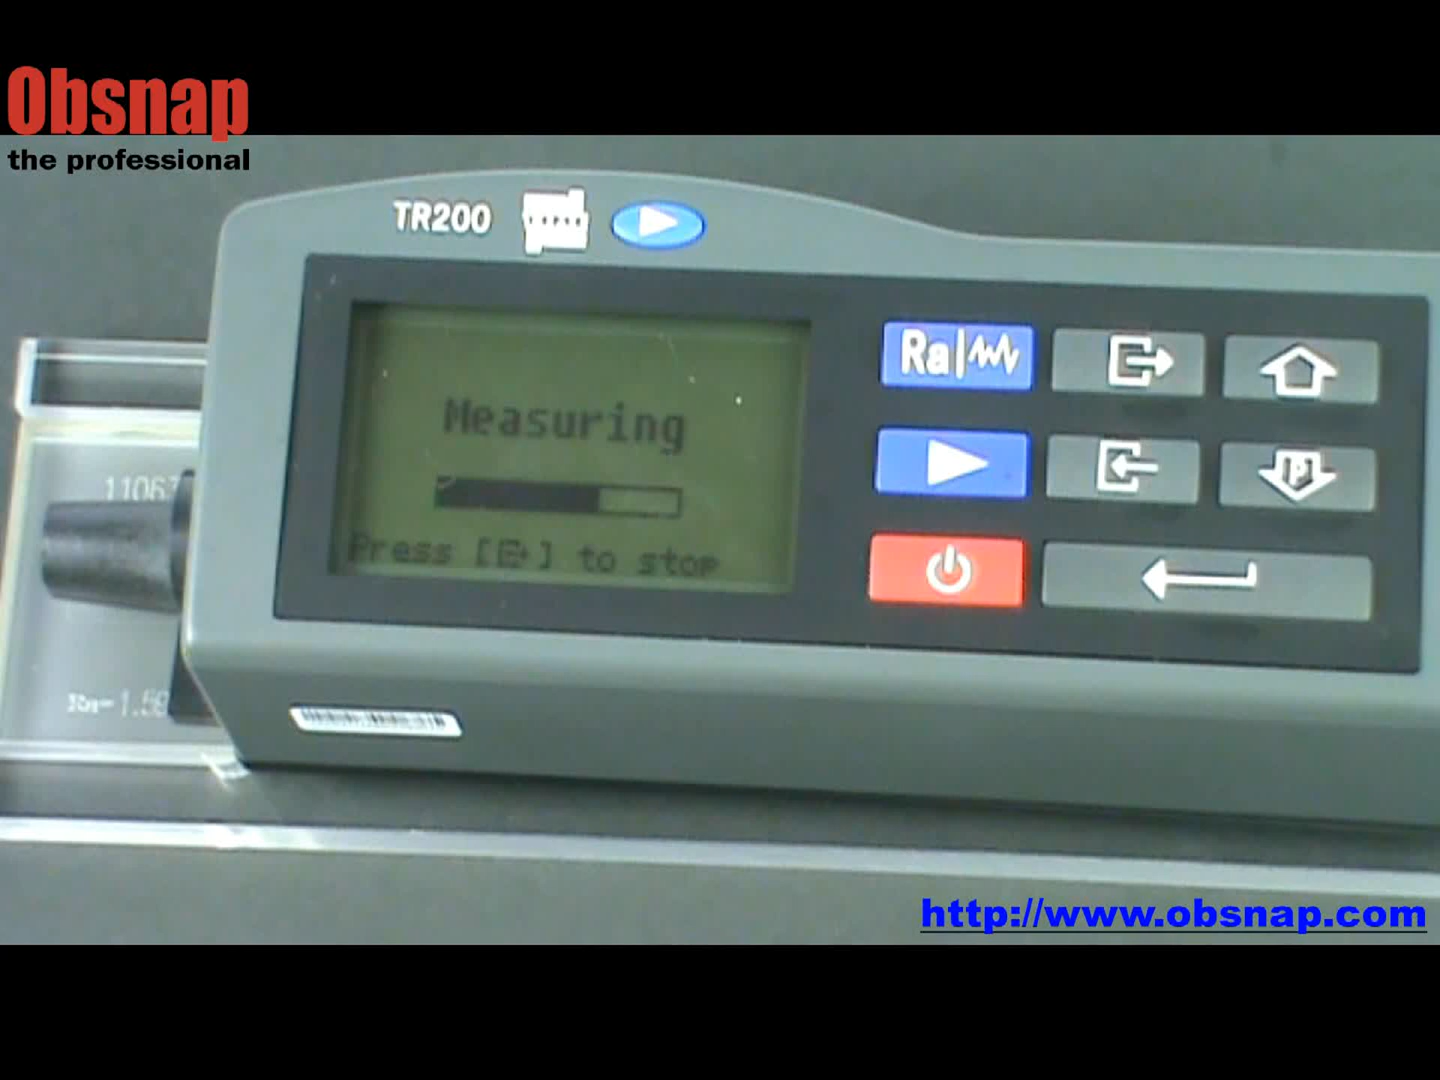 Obsnap
the professional
TR200
Ra
Measuring
Press [ ] to stop
P
http://www.obsnap.com